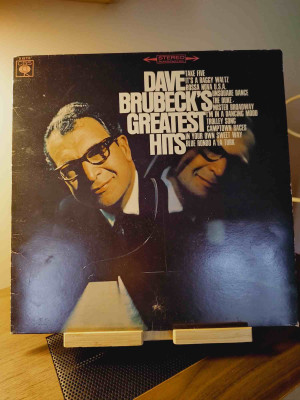 CBS
STEREO
DAVE
BRUBECK'S
GREATEST
HITS
TAKE FIVE
IT'S A RAGGY WALTZ
BOSSA NOVA U.S.A.
UNSQUARE DANCE
THE DUKE
MISTER BROADWAY
I'M IN A DANCING MOOD
TROLLEY SONG
CAMPTOWN RACES
IN YOUR OWN SWEET WAY
BLUE RONDO A LA TURK